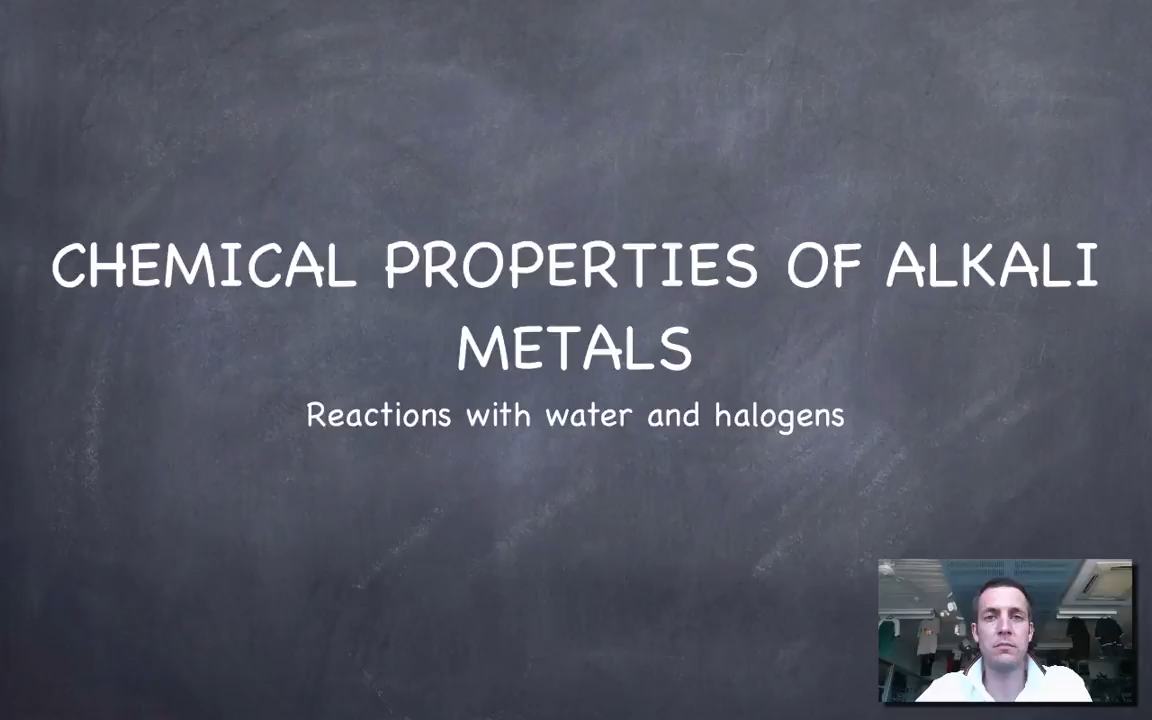 CHEMICAL PROPERTIES OF ALKALI
METALS
Reactions with water and halogens